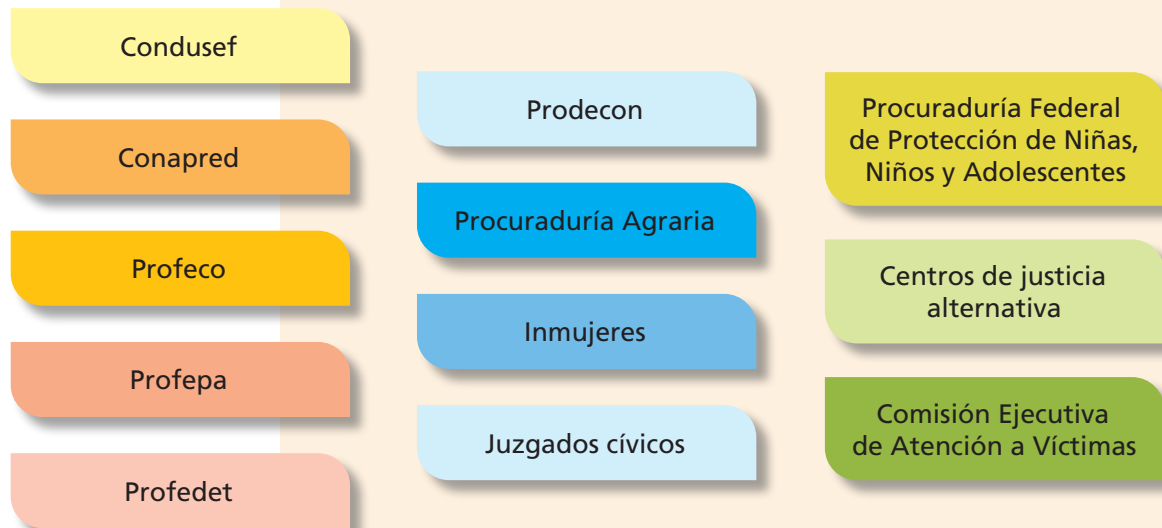 Condusef
Conapred
Profeco
Profepa
Profedet
Prodecon
Procuraduría Agraria
Inmujeres
Juzgados cívicos
Procuraduría Federal
de Protección de Niñas,
Niños y Adolescentes
Centros de justicia
alternativa
Comisión Ejecutiva
de Atención a Víctimas